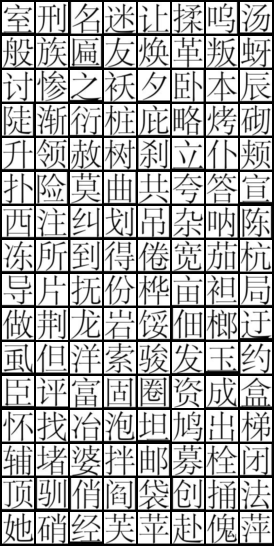 室刑名迷让揉呜汤
般族匾友焕革叛蚜
讨惨之袄夕卧本辰
陡渐衍桩庇略烤砌
升领赦树刹立仆颊
扑险莫曲共夸答宣
西注纠划吊杂呐陈
冻所到得倦宽茄杭
导片抚份桦亩袒局
做荆龙岩馁佃榔迂
虱但洋索骏发玉约
臣评富固圈资成盒
怀找冶泡坦鸠出梯
辅堵婆拌邮募栓闭
顶驯俏阎袋创捅法
她硝经芙苹赴傀萍